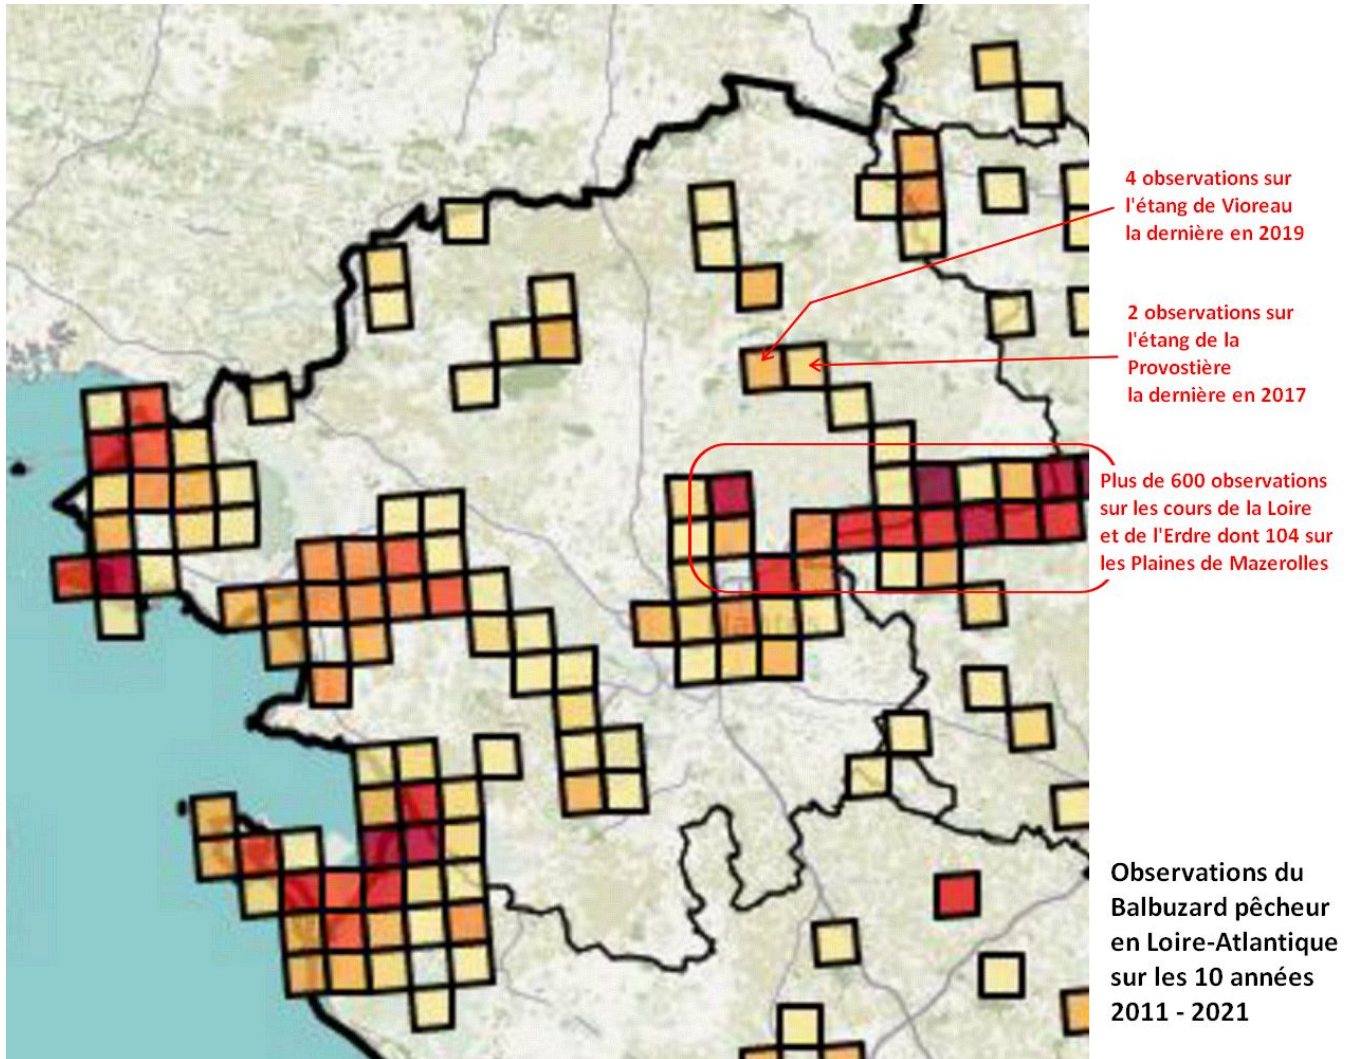 4 observations sur
l'étang de Vioreau
la dernière en 2019
2 observations sur
l'étang de la
Provostière
la dernière en 2017
Plus de 600 observations
sur les cours de la Loire
et de l'Erdre dont 104 sur
les Plaines de Mazerolles
Nantes
Observations du
Balbuzard pêcheur
en Loire-Atlantique
sur les 10 années
2011 - 2021